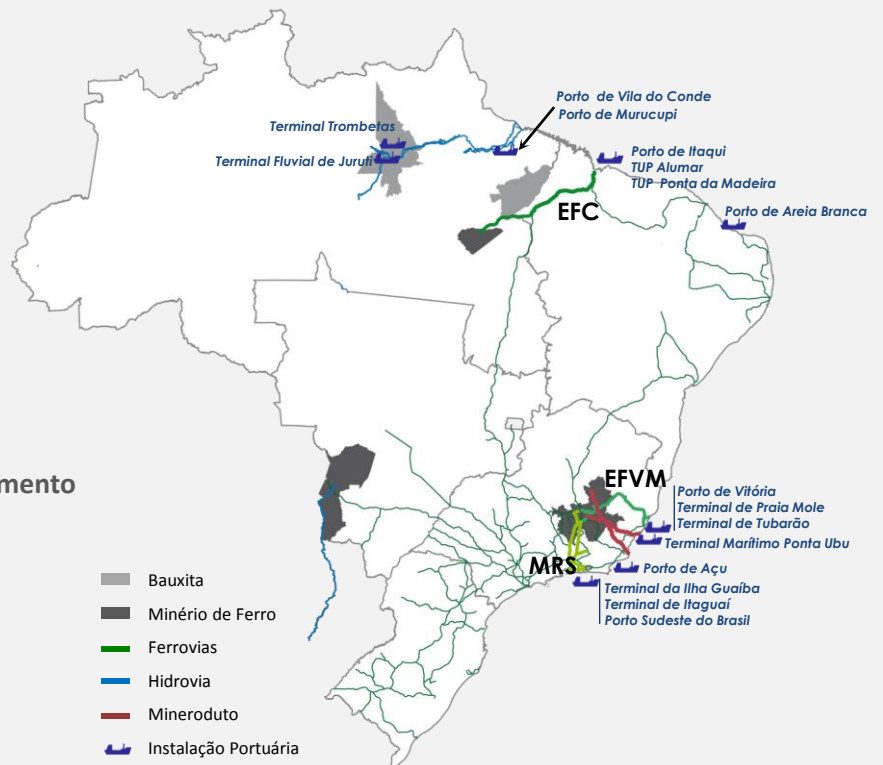 Porto de Vila do Conde
Porto de Murucupi
Terminal Trombetas
Terminal Fluvial de Juruti
Porto de Itaqui
TUP Alumar
TUP Ponta da Madeira
EFC
Porto de Areia Branca
mento
EFVM
Porto de Vitória
Terminal de Praia Mole
Terminal de Tubarão
Terminal Marítimo Ponta Ubu
MRS
Porto de Açu
Terminal da Ilha Guaíba
Terminal de Itaguaí
Porto Sudeste do Brasil
Bauxita
Minério de Ferro
Ferrovias
Hidrovia
Mineroduto
Instalação Portuária